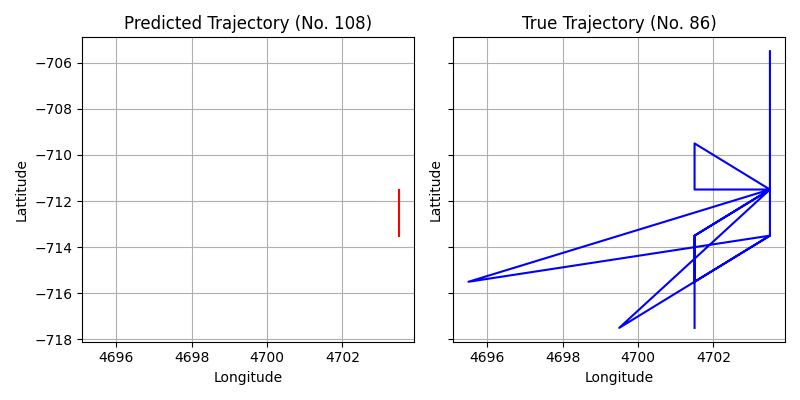 Predicted Trajectory (No. 108)
True Trajectory (No. 86)
−706
−708
−710
−712
−714
−716
−718
Lattitude
Lattitude
4696 4698 4700 4702
4696 4698 4700 4702
Longitude
Longitude